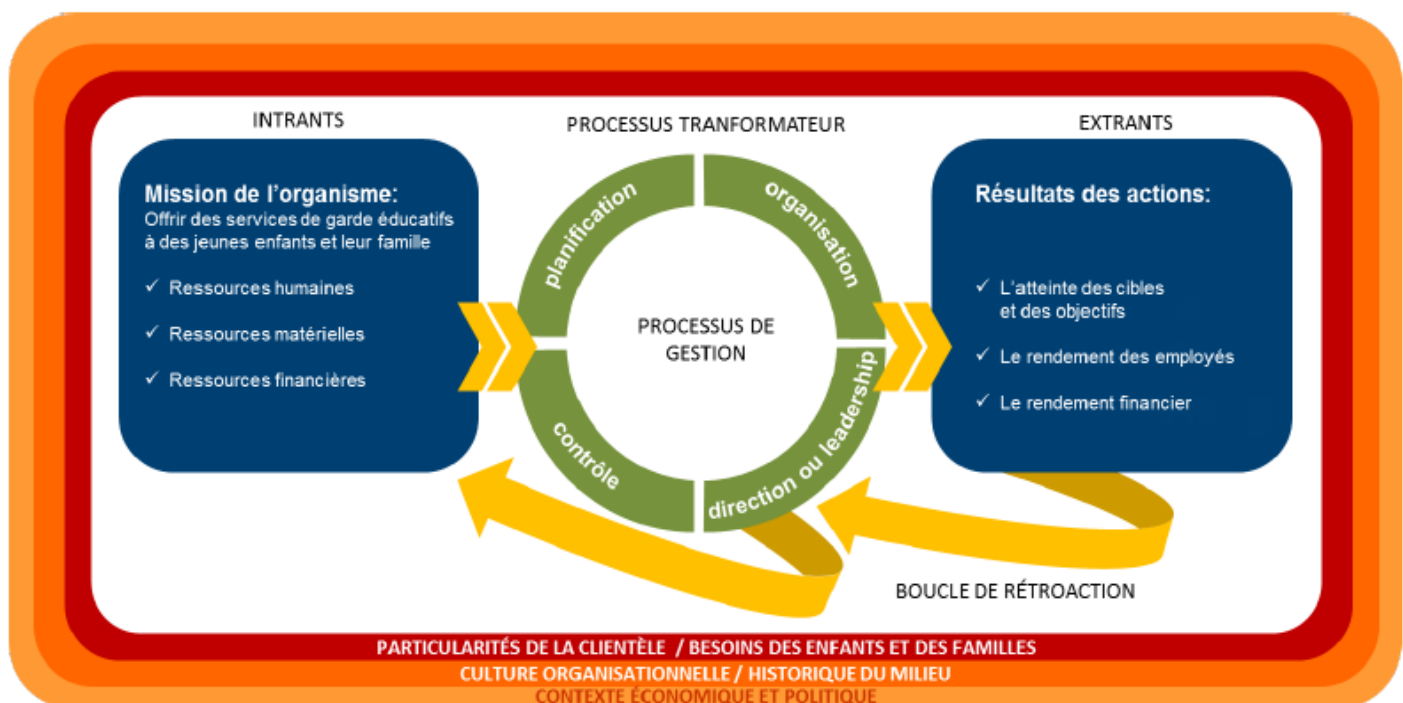 INTRANTS
PROCESSUS TRANFORMATEUR
EXTRANTS
Mission de l'organisme:
Offrir des services de garde éducatifs
à des jeunes enfants et leur famille
✓ Ressources humaines
✓ Ressources matérielles
✓ Ressources financières
planification
organisation
PROCESSUS DE
GESTION
contrôle
direction ou leadership
Résultats des actions:
✓ L'atteinte des cibles
et des objectifs
✓ Le rendement des employés
✓ Le rendement financier
BOUCLE DE RÉTROACTION
PARTICULARITÉS DE LA CLIENTÈLE / BESOINS DES ENFANTS ET DES FAMILLES
CULTURE ORGANISATIONNELLE / HISTORIQUE DU MILIEU
CONTEXTE ÉCONOMIQUE ET POLITIQUE